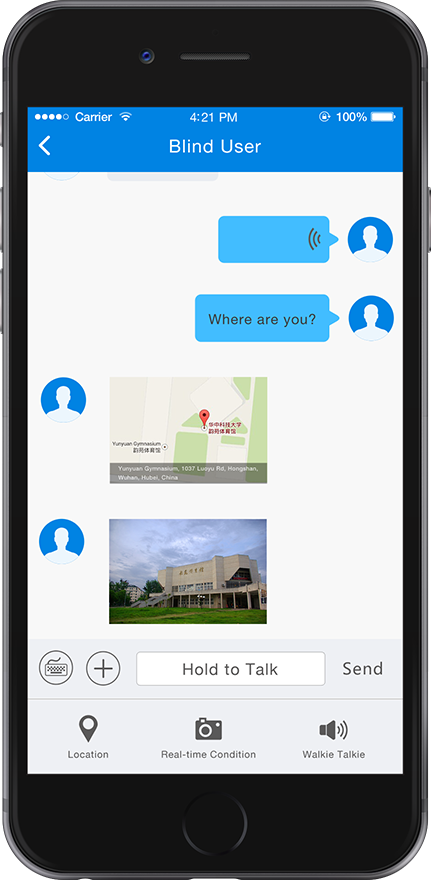 Carrier
4:21 PM
100%
Blind User
Where are you?
华中科技大学
韵苑体育馆
Yunyuan Gymnasium
韵苑体育馆
Yunyuan Gymnasium, 1037 Luoyu Rd, Hongshan,
Wuhan, Hubei, China
Hold to Talk
Send
Location
Real-time Condition
Walkie Talkie